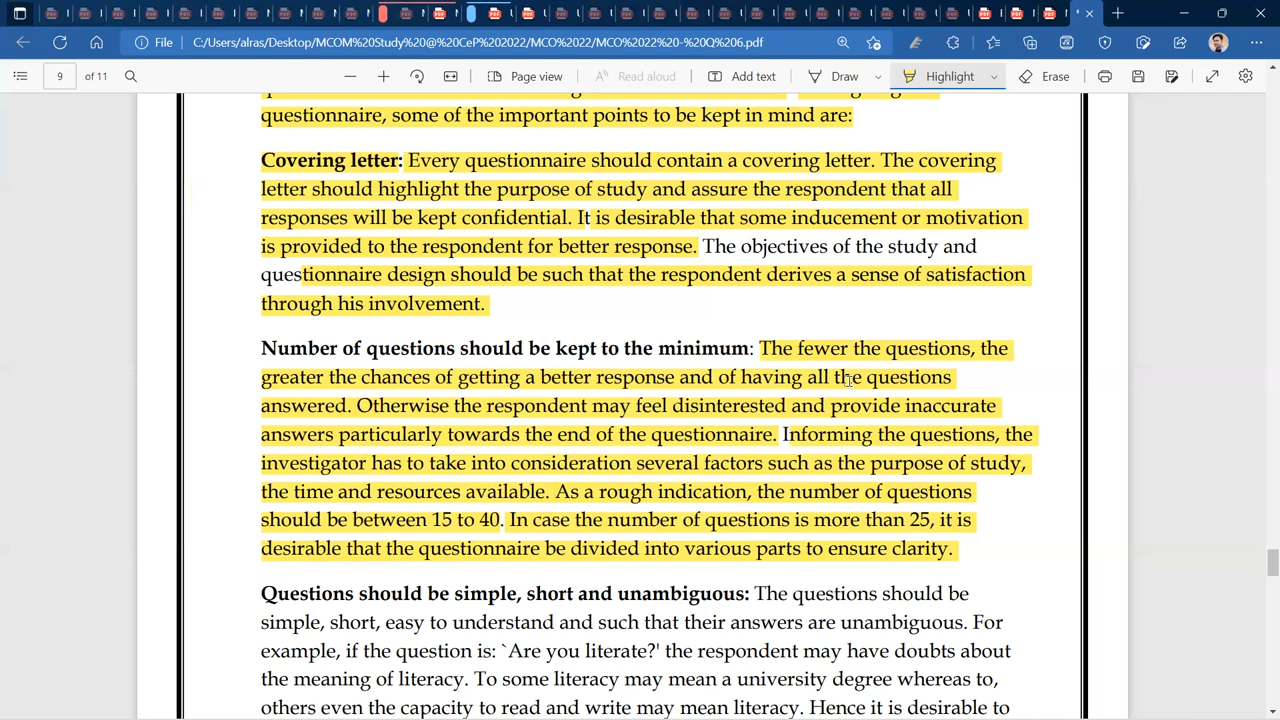 File C:/Users/alras/Desktop/MCOM%20Study%20@%20CeP%202022/MCO%2022/MCO%2022%20-%20Q%206.pdf
9 of 11 Page view Read aloud Add text Draw Highlight Erase
questionnaire, some of the important points to be kept in mind are:
Covering letter: Every questionnaire should contain a covering letter. The covering
letter should highlight the purpose of study and assure the respondent that all
responses will be kept confidential. It is desirable that some inducement or motivation
is provided to the respondent for better response. The objectives of the study and
questionnaire design should be such that the respondent derives a sense of satisfaction
through his involvement.
Number of questions should be kept to the minimum: The fewer the questions, the
greater the chances of getting a better response and of having all the questions
answered. Otherwise the respondent may feel disinterested and provide inaccurate
answers particularly towards the end of the questionnaire. Informing the questions, the
investigator has to take into consideration several factors such as the purpose of study,
the time and resources available. As a rough indication, the number of questions
should be between 15 to 40. In case the number of questions is more than 25, it is
desirable that the questionnaire be divided into various parts to ensure clarity.
Questions should be simple, short and unambiguous: The questions should be
simple, short, easy to understand and such that their answers are unambiguous. For
example, if the question is: `Are you literate?' the respondent may have doubts about
the meaning of literacy. To some literacy may mean a university degree whereas to,
others even the capacity to read and write may mean literacy. Hence it is desirable to